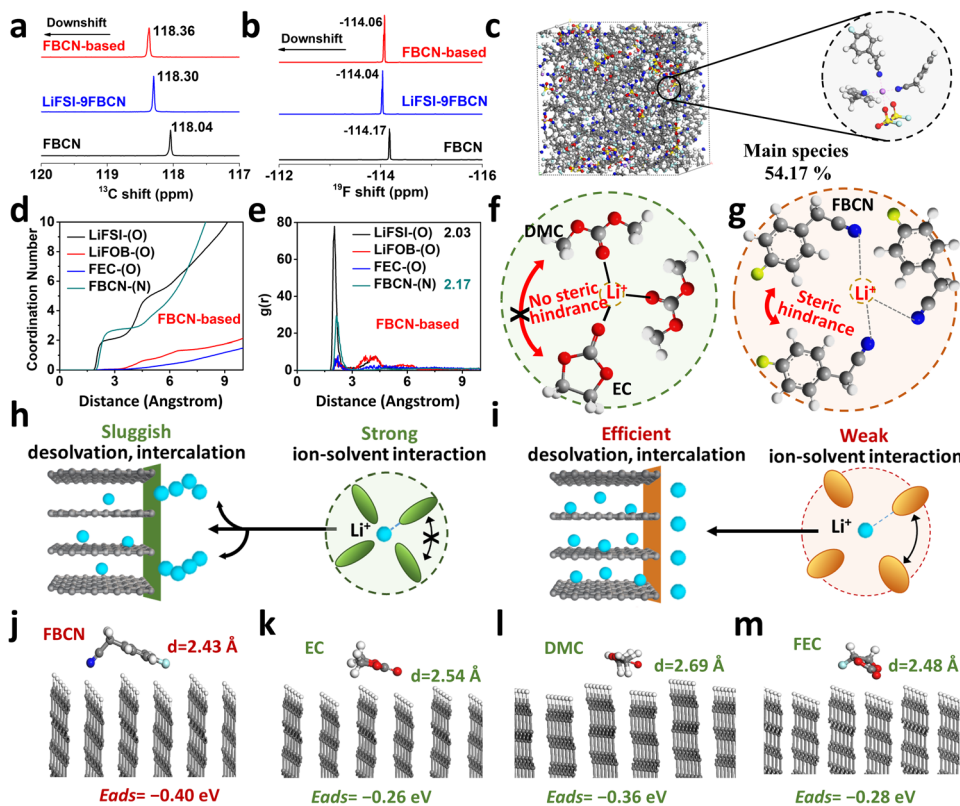 a
Downshift
FBCN-based
118.36
LiFSI-9FBCN
118.30
FBCN
118.04
120 119 118 117
13C shift (ppm)
b
Downshift
-114.06
FBCN-based
-114.04
LiFSI-9FBCN
-114.17
FBCN
-112 -114 -116
19F shift (ppm)
c
Main species
54.17 %
d
Coordination Number
10
8
6
4
2
0
LiFSI-(O)
LiFOB-(O)
FEC-(O)
FBCN-(N)
FBCN-based
0 3 6 9
Distance (Angstrom)
e
g(r)
80
60
40
20
0
LiFSI-(O) 2.03
LiFOB-(O)
FEC-(O)
FBCN-(N) 2.17
FBCN-based
0 3 6 9
Distance (Angstrom)
f
DMC
No steric
hindrance
Li+
X
EC
g
FBCN
Li+
Steric
hindrance
h
Sluggish
desolvation, intercalation
Strong
ion-solvent interaction
Li+
X
i
Efficient
desolvation, intercalation
Weak
ion-solvent interaction
Li+
j
FBCN
d=2.43 Å
Eads= −0.40 eV
k
EC
d=2.54 Å
Eads= −0.26 eV
l
DMC
d=2.69 Å
Eads= −0.36 eV
m
FEC
d=2.48 Å
Eads= −0.28 eV